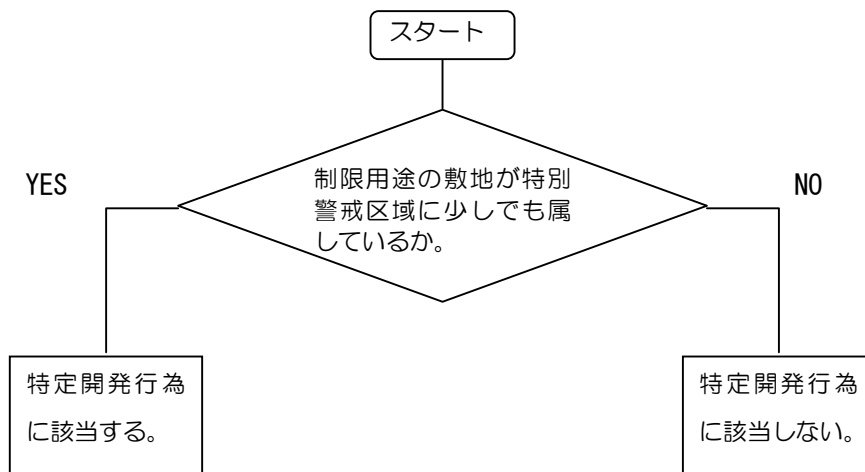 スタート
YES
制限用途の敷地が特別
警戒区域に少しでも属
しているか。
NO
特定開発行為
に該当する。
特定開発行為
に該当しない。